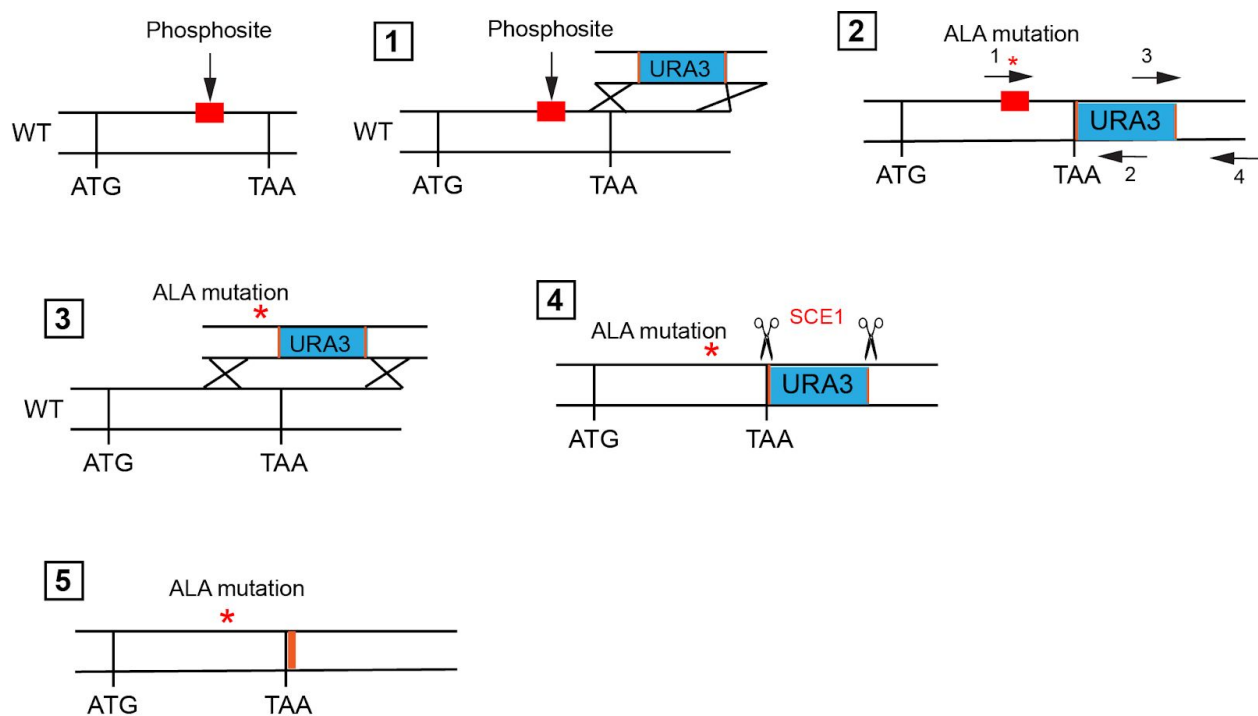 Phosphosite
WT
ATG
TAA
1
Phosphosite
URA3
WT
ATG
TAA
2
ALA mutation
1
*
3
URA3
ATG
TAA
2
4
3
ALA mutation
*
URA3
WT
ATG
TAA
4
SCE1
ALA mutation
*
URA3
ATG
TAA
5
ALA mutation
*
ATG
TAA